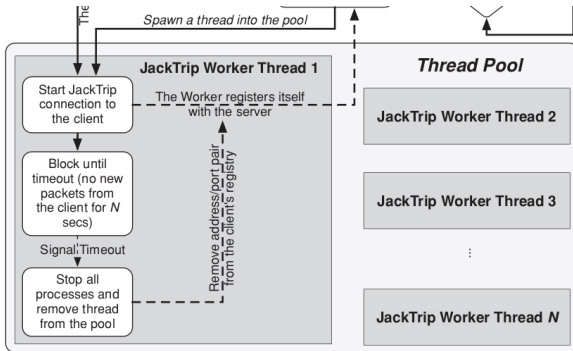 The
Spawn a thread into the pool
JackTrip Worker Thread 1
Thread Pool
Start JackTrip
connection to
the client
The Worker registers itself
with the server
JackTrip Worker Thread 2
Block until
timeout (no new
packets from
the client for N
secs)
Remove address/port pair
from the client's registry
JackTrip Worker Thread 3
Signal Timeout
...
Stop all
processes and
remove thread
from the pool
JackTrip Worker Thread N